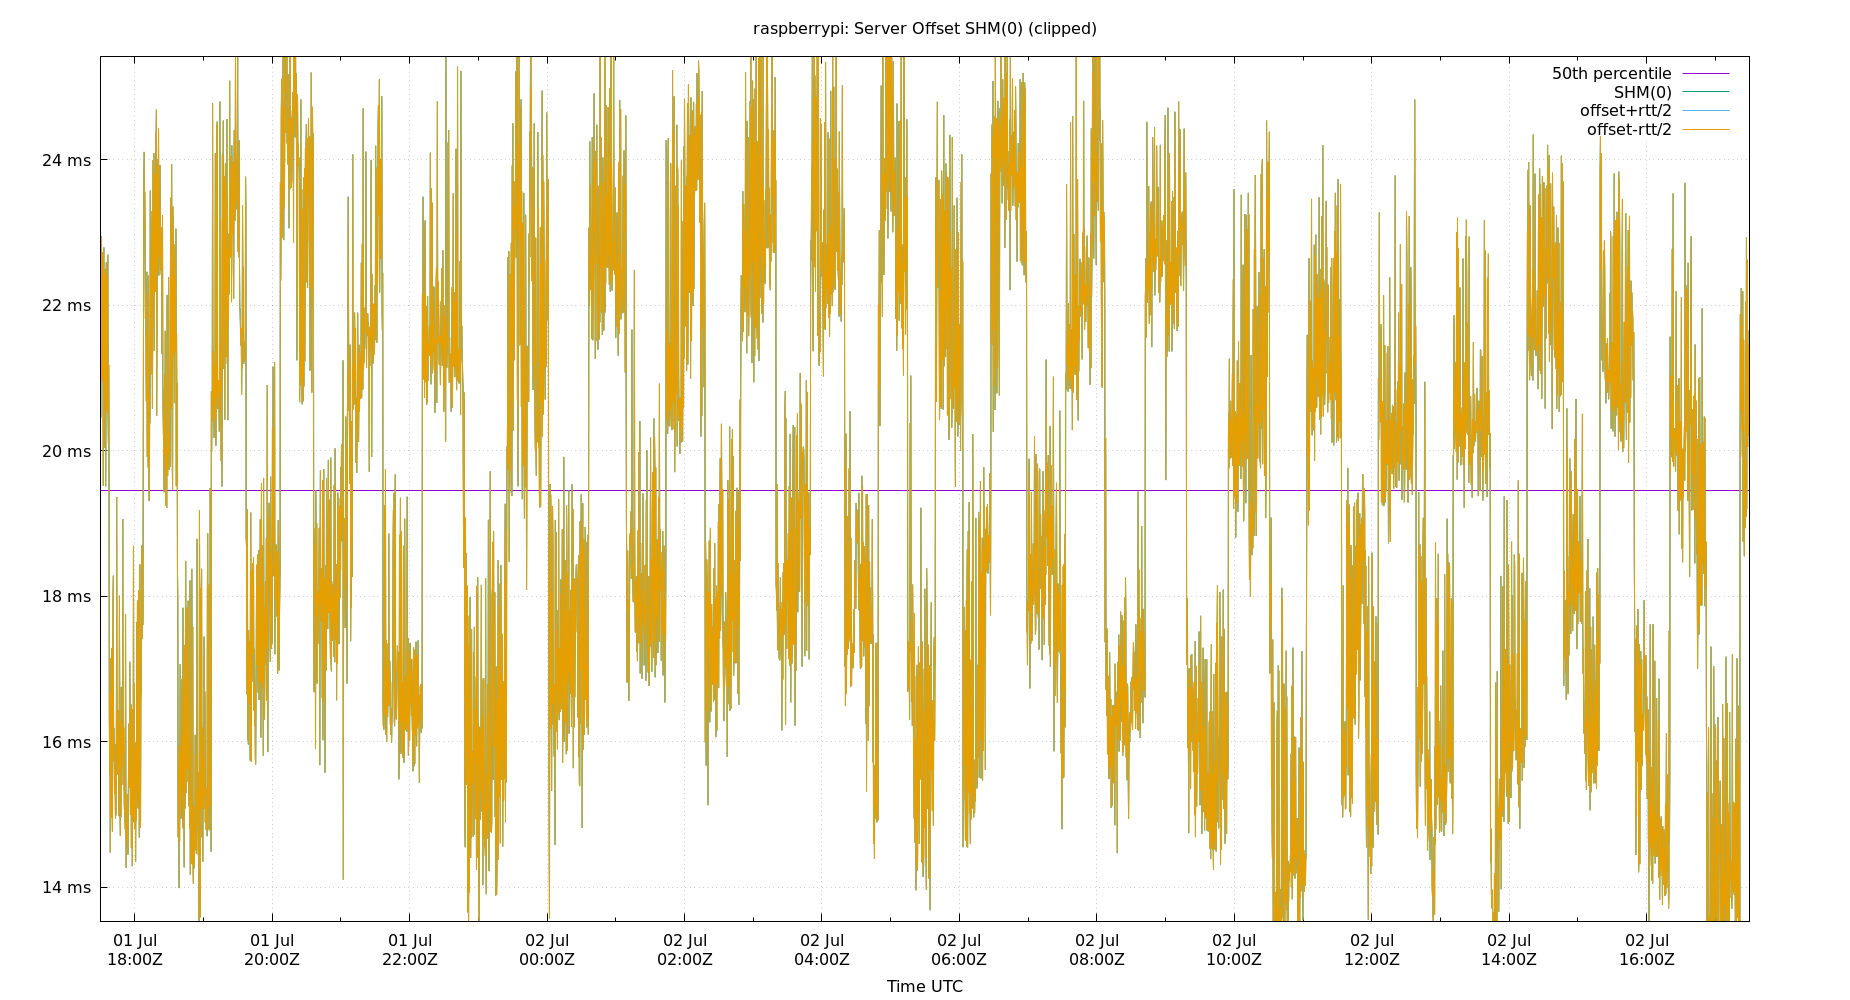 raspberrypi: Server Offset SHM(0) (clipped)
50th percentile
SHM(0)
offset+rtt/2
offset-rtt/2
24 ms
22 ms
20 ms
18 ms
16 ms
14 ms
01 Jul 01 Jul 01 Jul 02 Jul 02 Jul 02 Jul 02 Jul 02 Jul 02 Jul 02 Jul 02 Jul 02 Jul
18:00Z 20:00Z 22:00Z 00:00Z 02:00Z 04:00Z 06:00Z 08:00Z 10:00Z 12:00Z 14:00Z 16:00Z
Time UTC